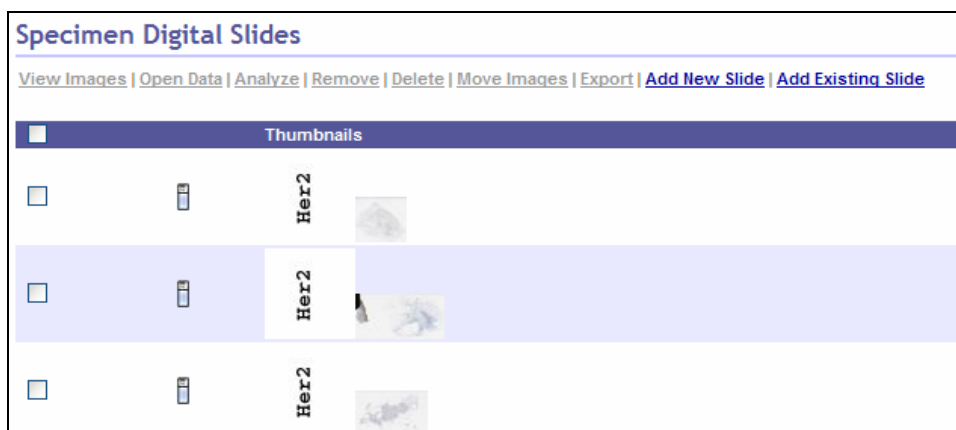 Specimen Digital Slides
View Images | Open Data | Analyze | Remove | Delete | Move Images | Export | Add New Slide | Add Existing Slide
Thumbnails
Her2
Her2
Her2